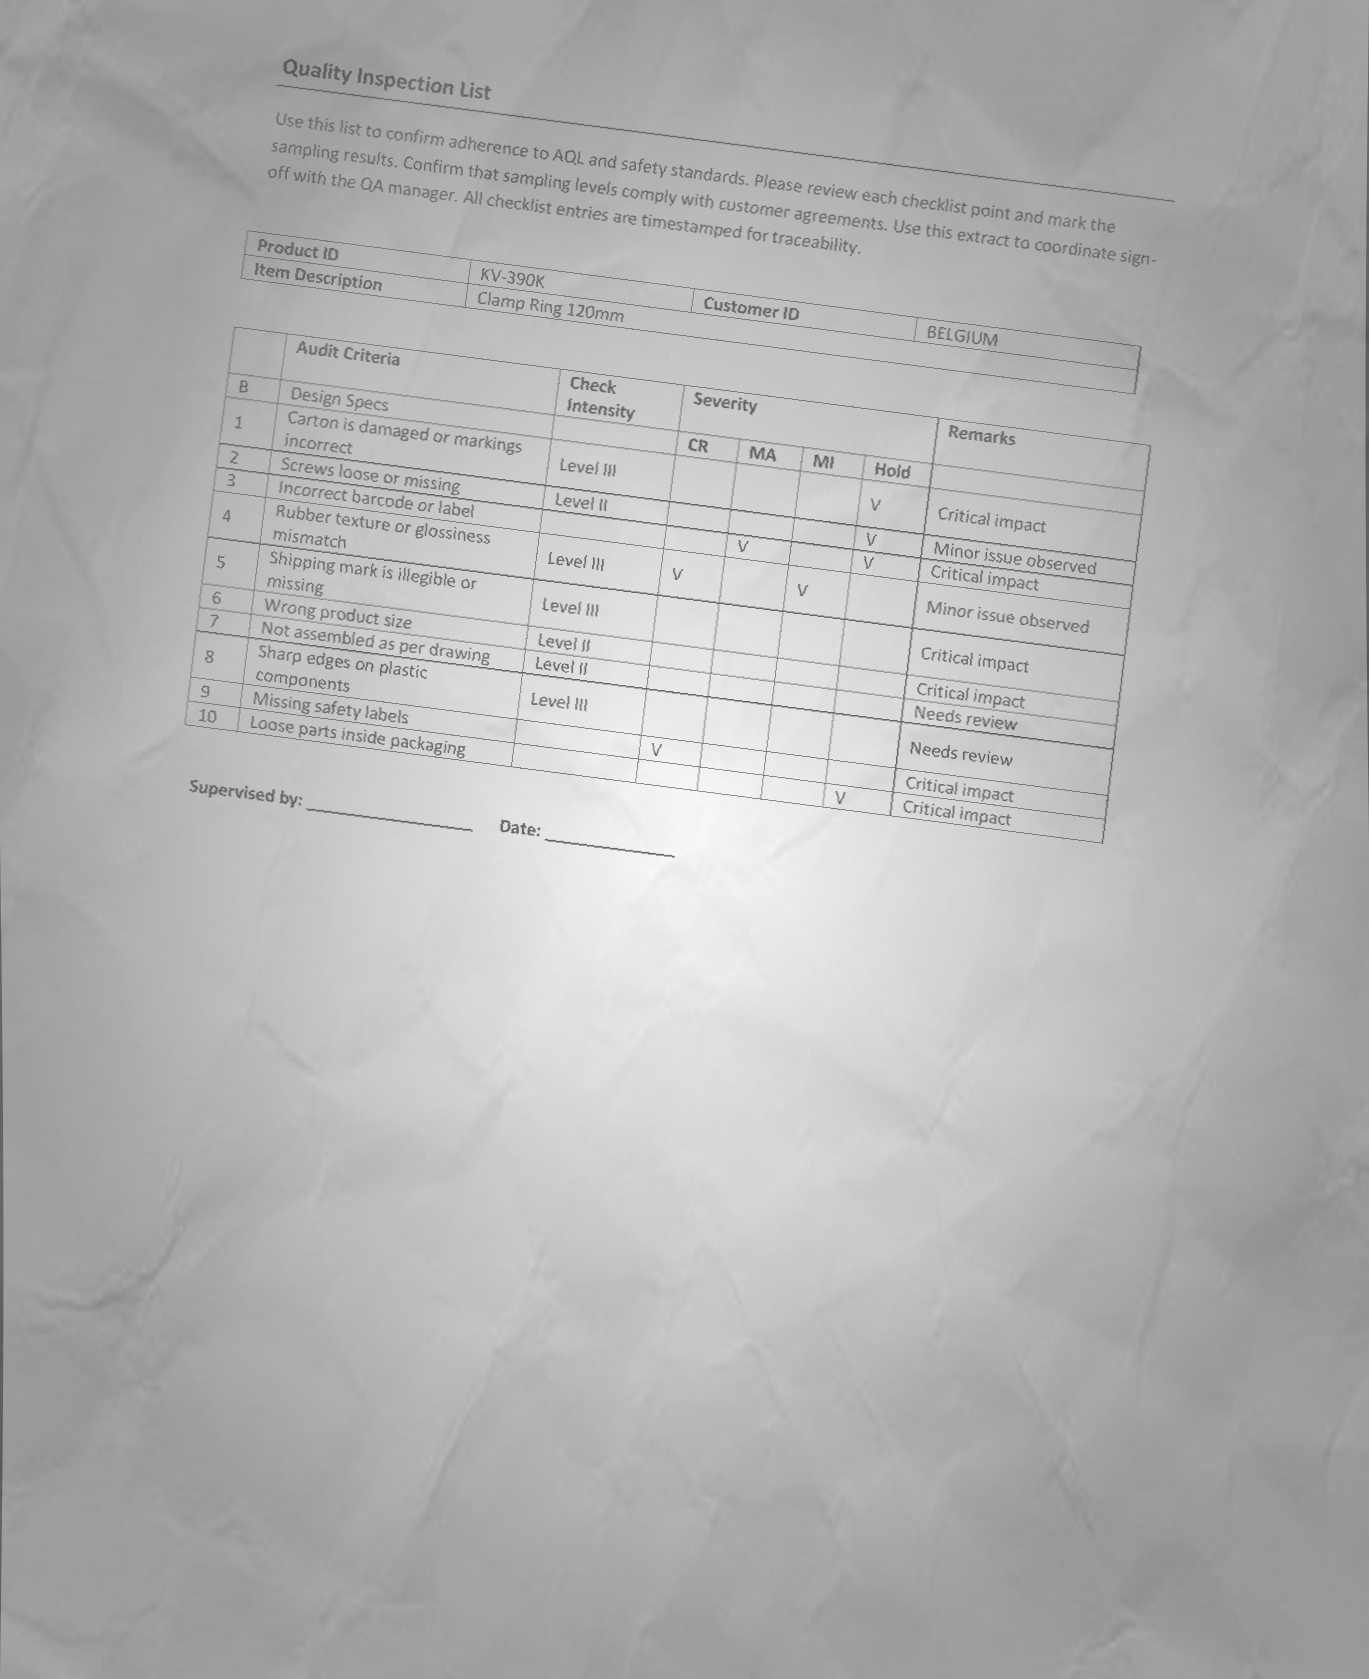 Quality Inspection List
Use this list to confirm adherence to AQL and safety standards. Please review each checklist point and mark the
sampling results. Confirm that sampling levels comply with customer agreements. Use this extract to coordinate sign-
off with the QA manager. All checklist entries are timestamped for traceability.
Product ID KV-390K Customer ID BELGIUM
Item Description Clamp Ring 120mm
Audit Criteria Check Intensity Severity Remarks
B Design Specs CR MA MI Hold
1 Carton is damaged or markings incorrect Level III V Critical impact
2 Screws loose or missing Level II V Minor issue observed
3 Incorrect barcode or label V V Critical impact
4 Rubber texture or glossiness mismatch Level III V V Minor issue observed
5 Shipping mark is illegible or missing Level III Critical impact
6 Wrong product size Level II Critical impact
7 Not assembled as per drawing Level II Needs review
8 Sharp edges on plastic components Level III Needs review
9 Missing safety labels V Critical impact
10 Loose parts inside packaging V Critical impact
Supervised by: Date: